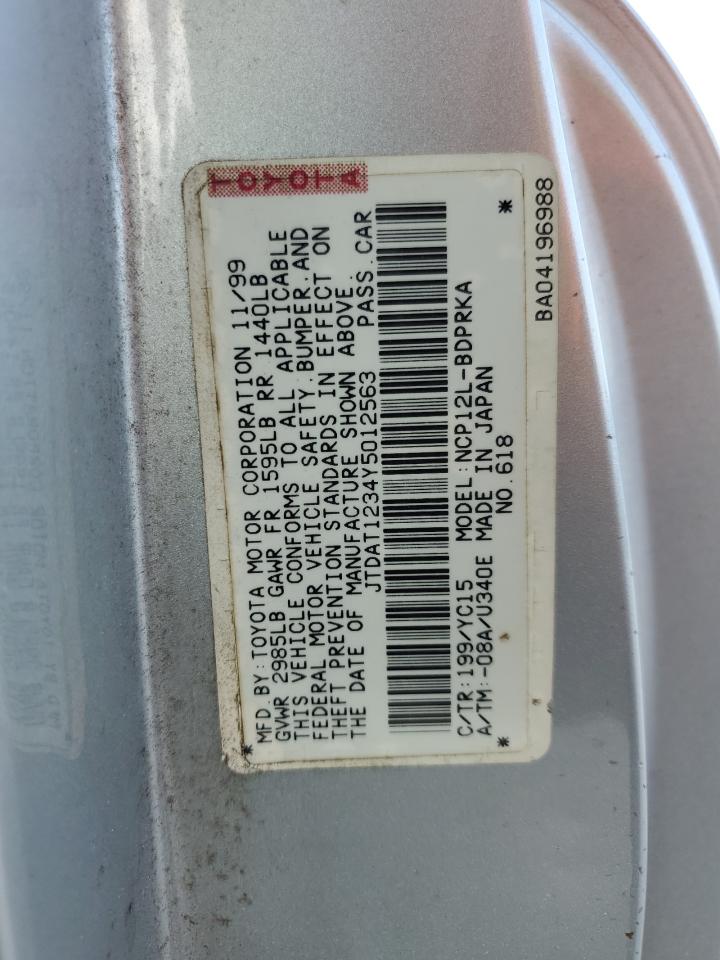 TOYOTA
MFD. BY: TOYOTA MOTOR CORPORATION 11/99
GVWR 2985LB GAWR FR 1595LB RR 1440LB
THIS VEHICLE CONFORMS TO ALL APPLICABLE
FEDERAL MOTOR VEHICLE SAFETY, BUMPER, AND
THEFT PREVENTION STANDARDS IN EFFECT ON
THE DATE OF MANUFACTURE SHOWN ABOVE.
JTDAT1234Y5012563 PASS. CAR
C/TR: 199/YC15 MODEL: NCP12L-BDPRKA
A/TM: -08A/U340E MADE IN JAPAN
* NO. 618 *
BA04196988